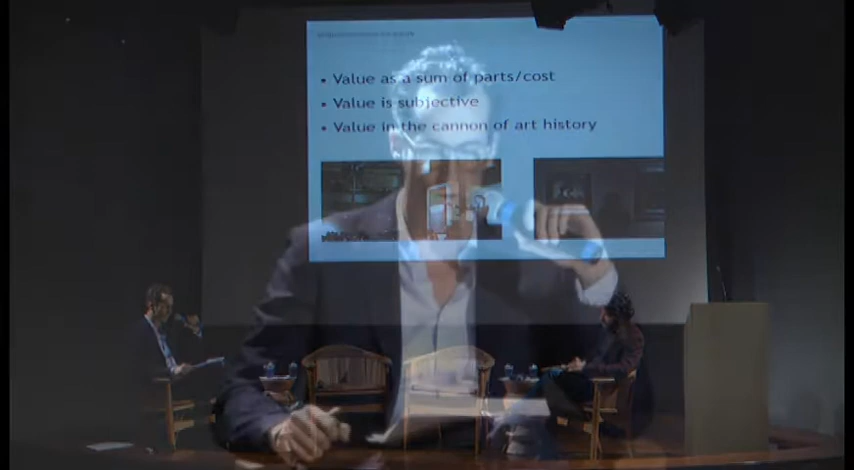 ▪ Value as a sum of parts/cost
▪ Value is subjective
▪ Value in the cannon of art history